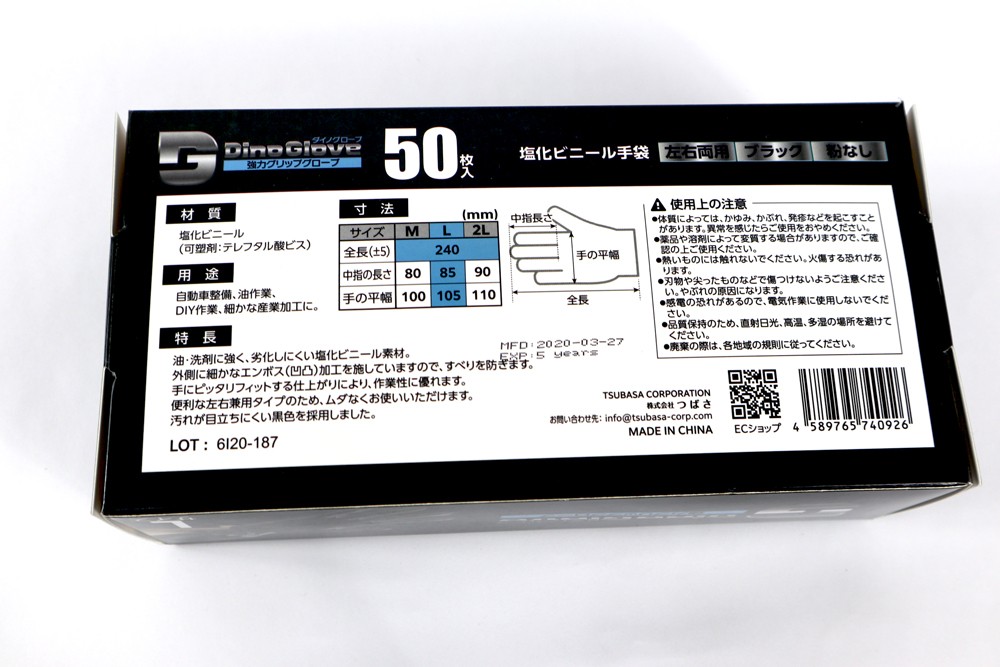 DG
ダイノグローブ
DinoGlove
強力グリップグローブ
50枚入
塩化ビニール手袋 左右両用 ブラック 粉なし
材質
塩化ビニール
(可塑剤:テレフタル酸ビス)
用途
自動車整備、油作業、
DIY作業、細かな産業加工に。
寸法
(mm)
サイズ M L 2L
全長(±5) 240
中指の長さ 80 85 90
手の平幅 100 105 110
中指長さ
手の平幅
全長
特長
油・洗剤に強く、劣化しにくい塩化ビニール素材。
外側に細かなエンボス(凹凸)加工を施していますので、すべりを防ぎます。
手にピッタリフィットする仕上がりにより、作業性に優れます。
便利な左右兼用タイプのため、ムダなくお使いいただけます。
汚れが目立ちにくい黒色を採用しました。
LOT: 6I20-187
MFD:2020-03-27
EXP:5 years
使用上の注意
●体質によっては、かゆみ、かぶれ、発疹などを起こすこと
があります。異常を感じたらご使用をおやめください。
●薬品や溶剤によって変質する場合がありますので、ご確
認の上ご使用ください。
●熱いものには触れないでください。火傷する恐れがあ
ります。
●刃物や尖ったものなどで傷つけないようご注意くださ
い。やぶれの原因になります。
●感電の恐れがあるので、電気作業に使用しないでくだ
さい。
●品質保持のため、直射日光、高温、多湿の場所を避けて
ください。
●廃棄の際は、各地域の規則に従ってください。
TSUBASA CORPORATION
株式会社 つばさ
お問い合わせ先: info@tsubasa-corp.com
MADE IN CHINA
ECショップ
4 589765 740926